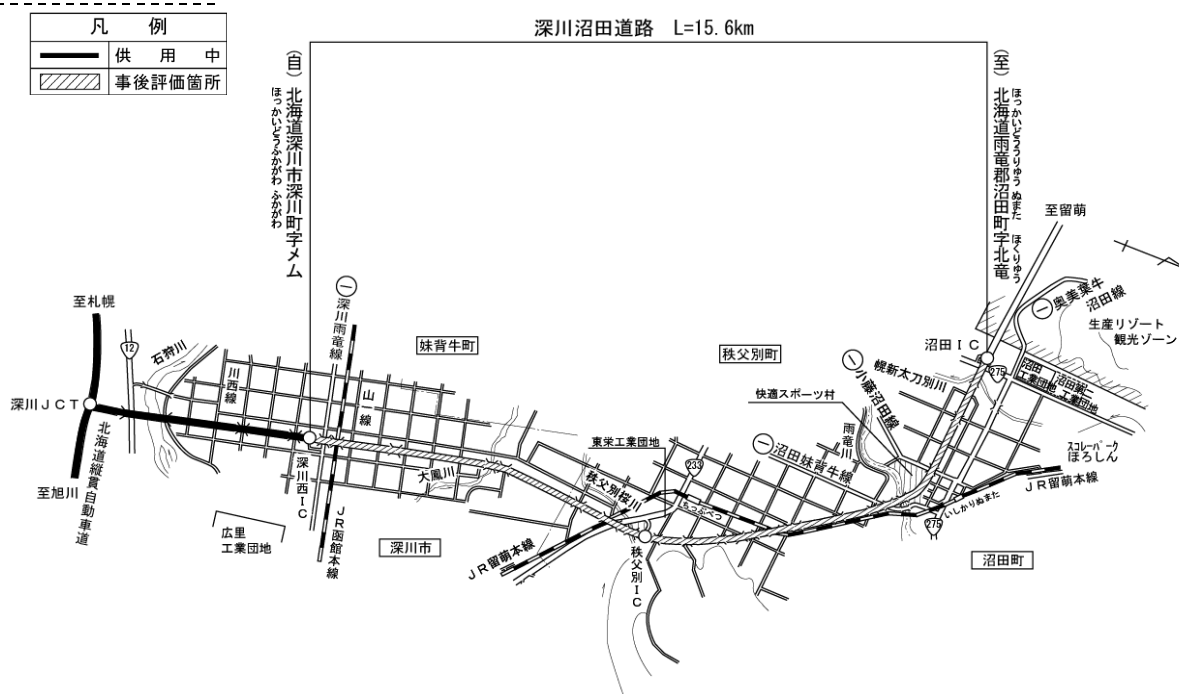 凡 例
供 用 中
事後評価箇所
深川沼田道路 L=15.6km
(自)北海道深川市深川町字メム
ほっかいどうふかがわ ふかがわ
(至)北海道雨竜郡沼田町字北竜
ほっかいどううりゅう ぬまた ほくりゅう
至留萌
一
奥美葉牛
沼田線
生産リゾート
観光ゾーン
至札幌
12
石狩川
川西線
一
深川雨竜線
山一線
妹背牛町
秩父別町
一
小藤沼田線
幌新太刀別川
沼田IC
275
沼田
工業団地
沼田第二
工業団地
快適スポーツ村
雨竜川
深川JCT
北海道縦貫自動車道
至旭川
深川西IC
大鳳川
東栄工業団地
233
一
沼田妹背牛線
秩父別桜川
ちっぷべつ
スコレーパーク
ほろしん
JR留萌本線
いしかりぬまた
275
広里
工業団地
JR函館本線
深川市
JR留萌本線
秩父別IC
沼田町